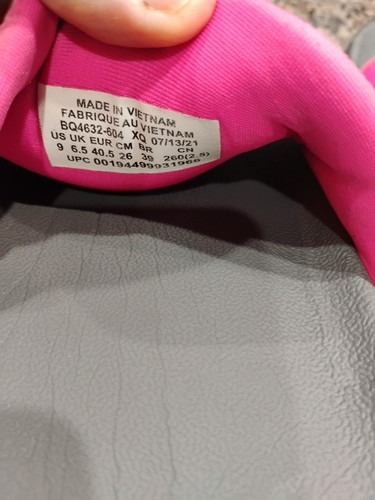 MADE IN VIETNAM
FABRIQUE AU VIETNAM
BQ4632-604 XQ 07/13/21
US UK EUR CM BR CN
9 6.5 40.5 26 39 260(2.5)
UPC 00194499931966